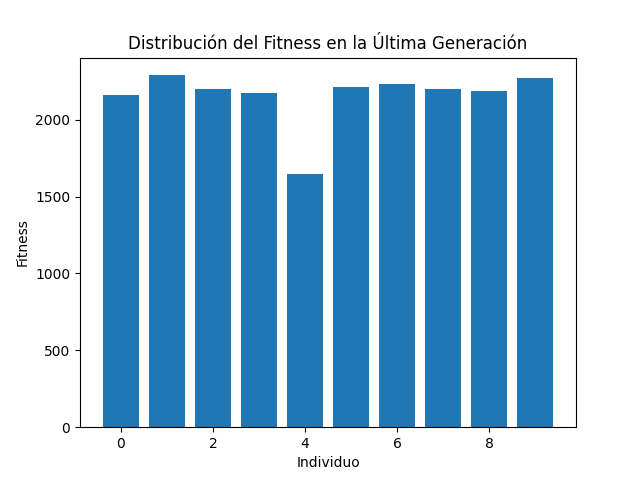 Distribución del Fitness en la Última Generación
Fitness
2000
1500
1000
500
0
0 2 4 6 8
Individuo